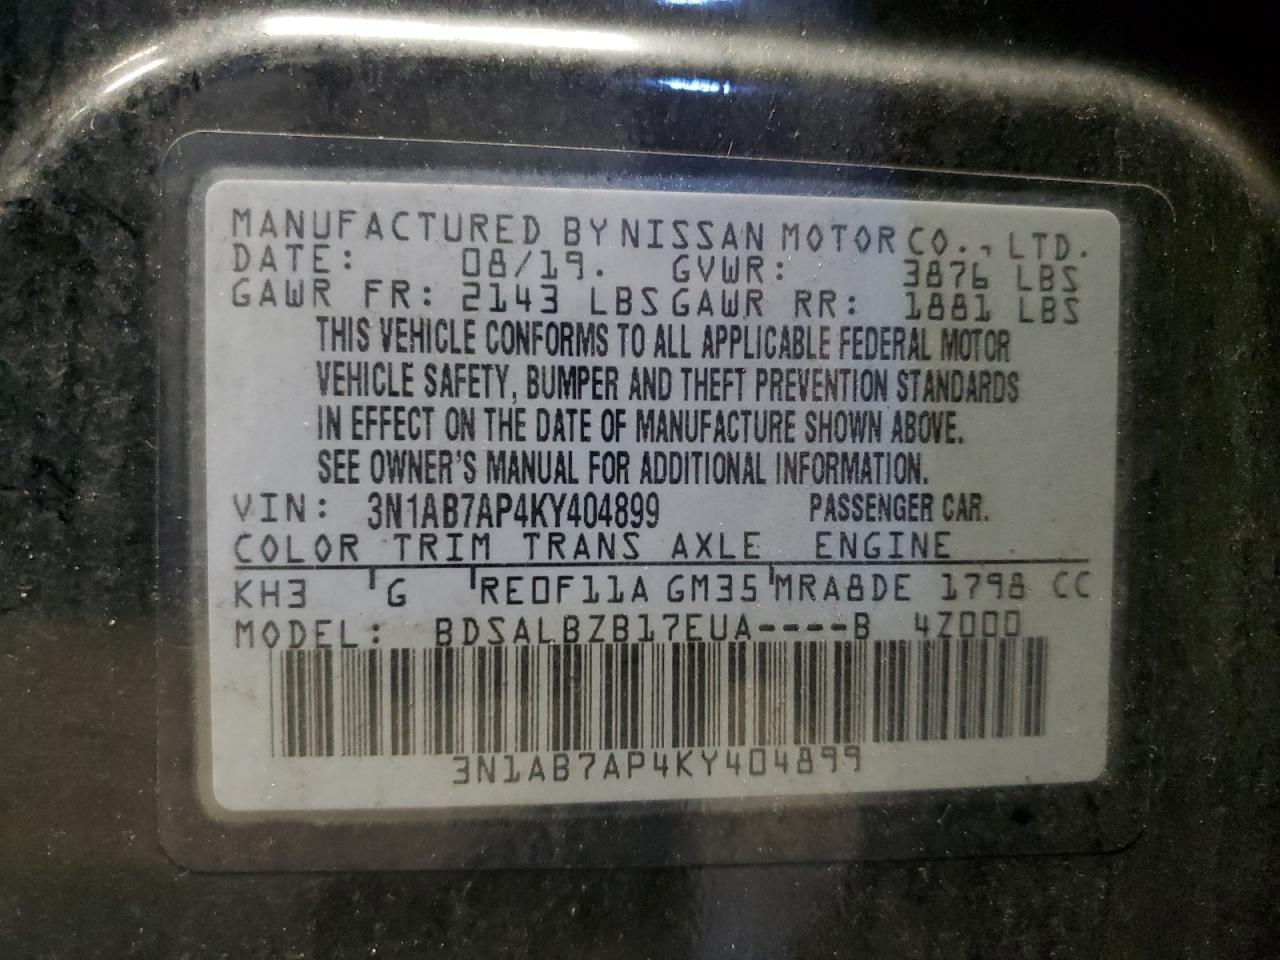 MANUFACTURED BY NISSAN MOTOR CO., LTD.
DATE: 08/19. GVWR: 3876 LBS
GAWR FR: 2143 LBS GAWR RR: 1881 LBS
THIS VEHICLE CONFORMS TO ALL APPLICABLE FEDERAL MOTOR
VEHICLE SAFETY, BUMPER AND THEFT PREVENTION STANDARDS
IN EFFECT ON THE DATE OF MANUFACTURE SHOWN ABOVE.
SEE OWNER'S MANUAL FOR ADDITIONAL INFORMATION.
VIN: 3N1AB7AP4KY404899 PASSENGER CAR.
COLOR TRIM TRANS AXLE ENGINE
KH3 G RE0F11A GM35 MRA8DE 1798 CC
MODEL: BDSALBZB17EUA----B 4Z000
3N1AB7AP4KY404899